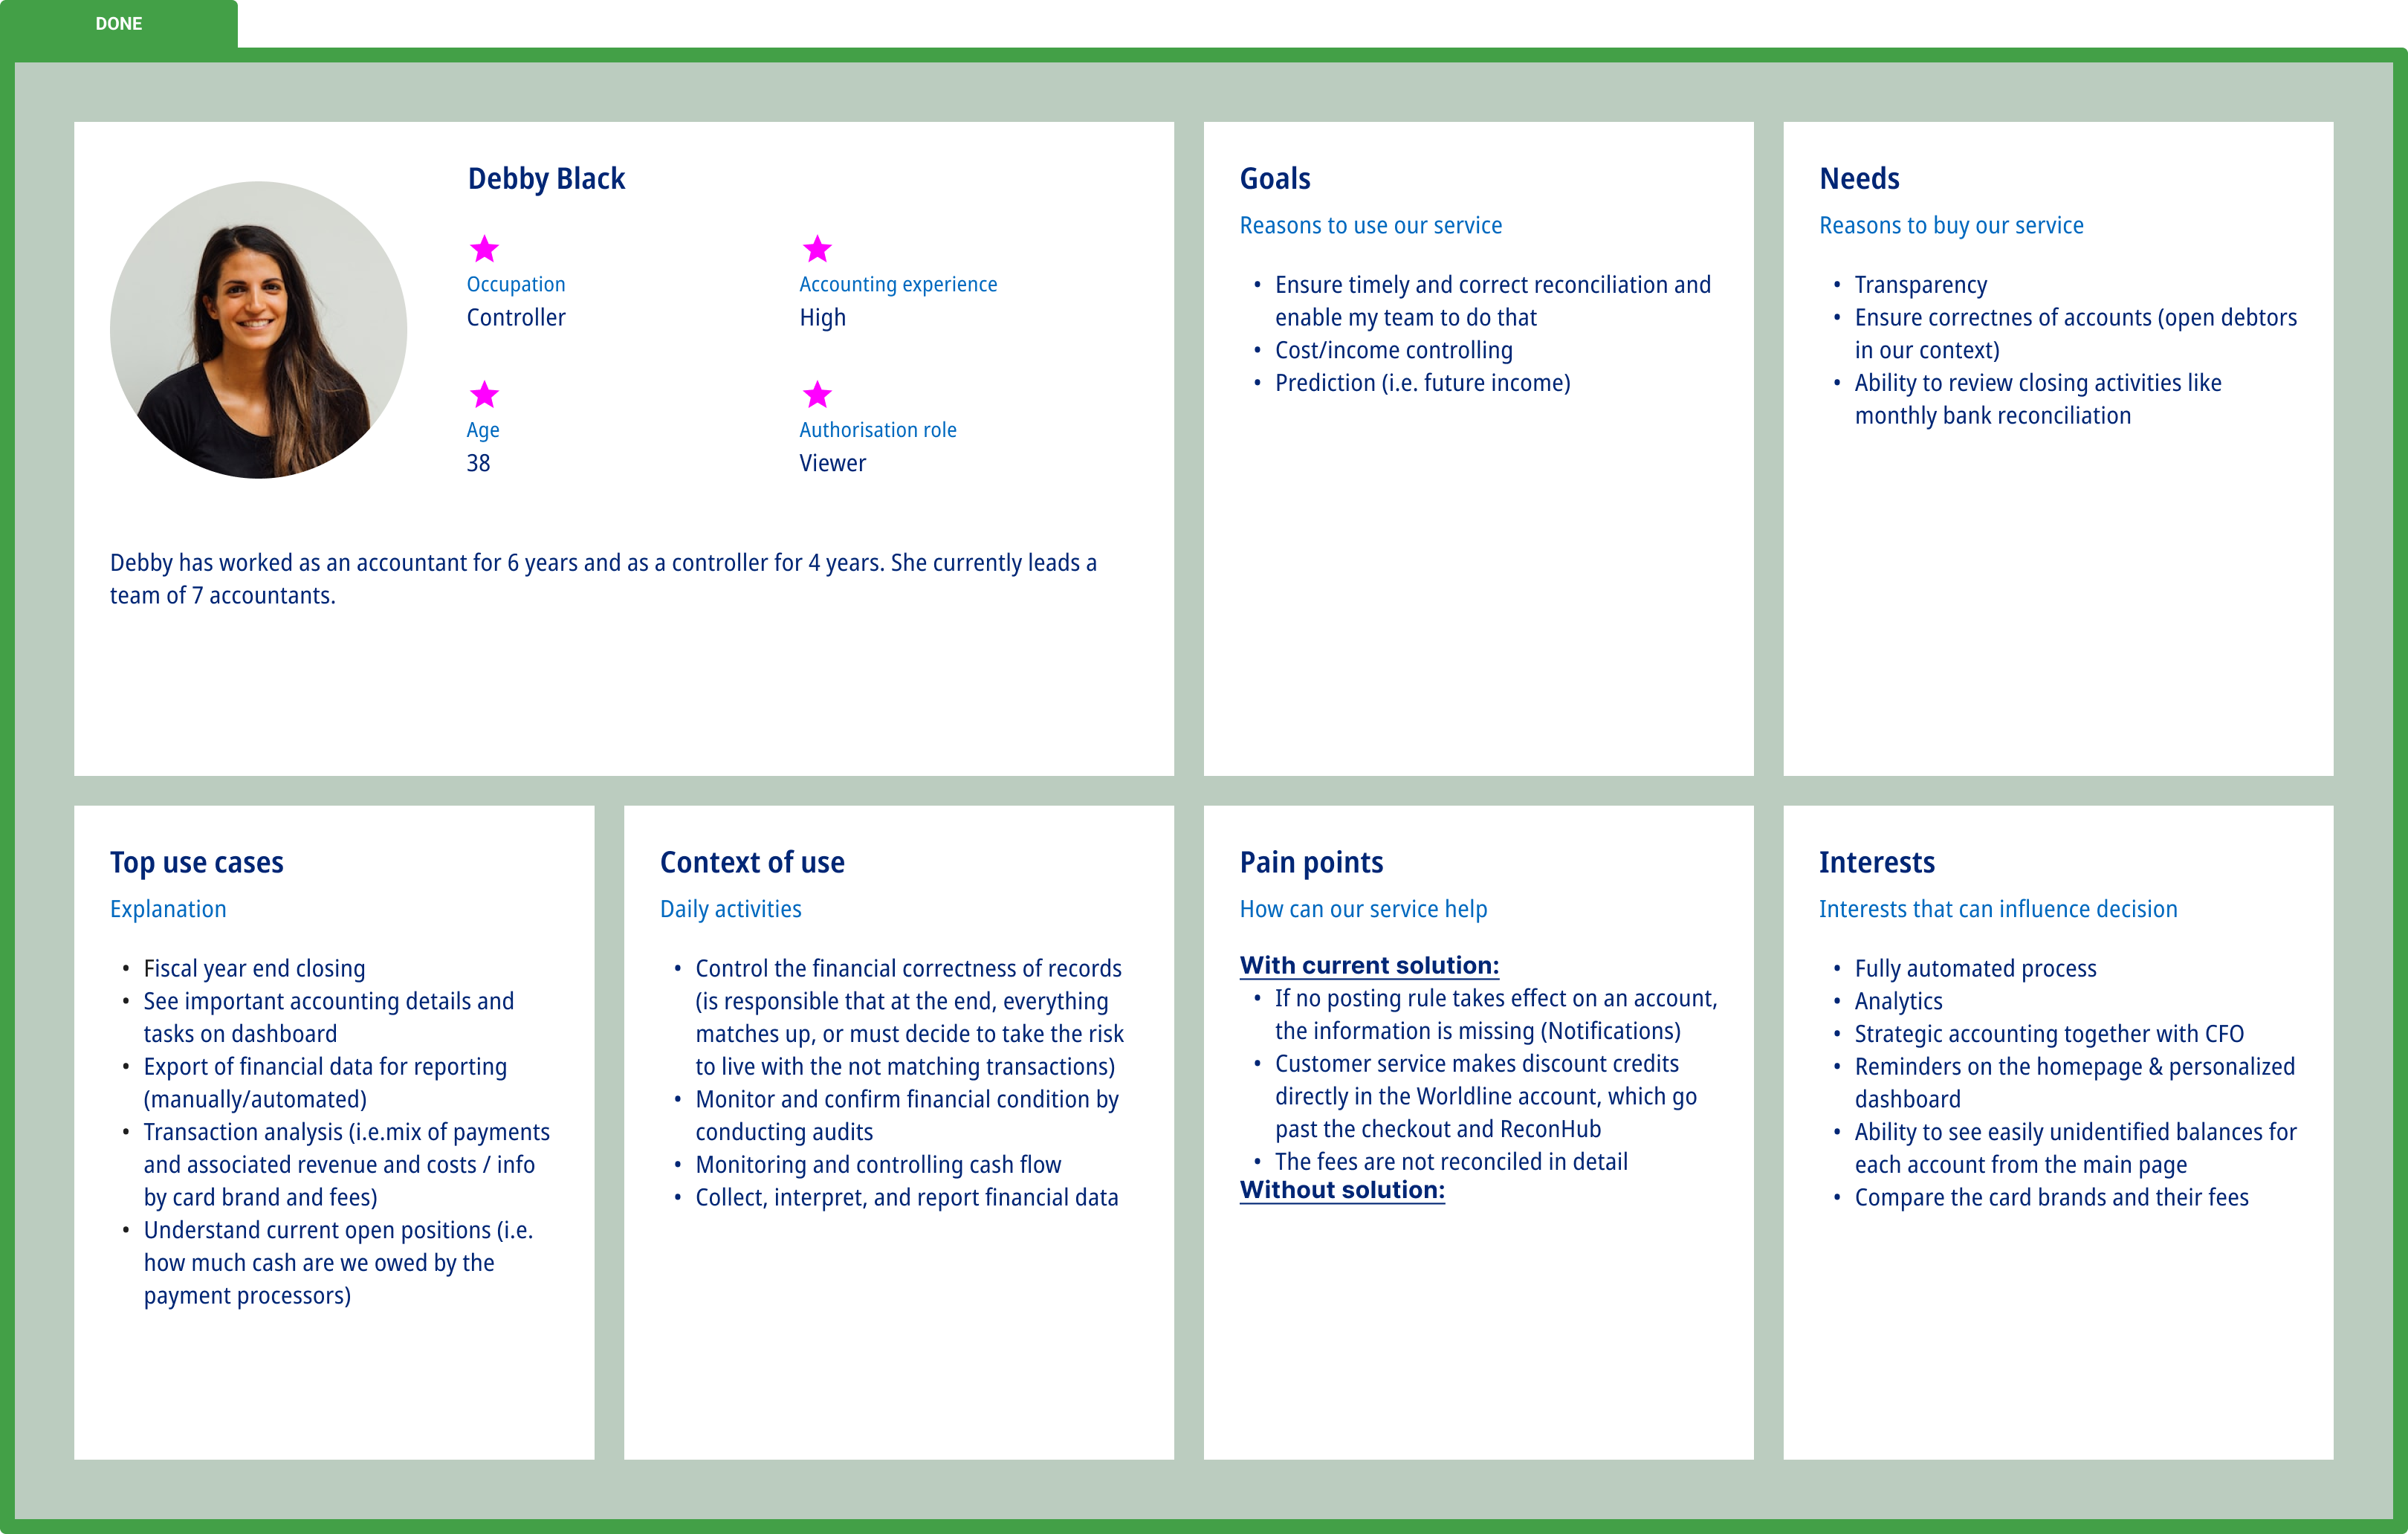 DONE
Debby Black
Occupation
Controller
Accounting experience
High
Age
38
Authorisation role
Viewer
Debby has worked as an accountant for 6 years and as a controller for 4 years. She currently leads a
team of 7 accountants.
Goals
Reasons to use our service
• Ensure timely and correct reconciliation and
enable my team to do that
• Cost/income controlling
• Prediction (i.e. future income)
Needs
Reasons to buy our service
• Transparency
• Ensure correctnes of accounts (open debtors
in our context)
• Ability to review closing activities like
monthly bank reconciliation
Top use cases
Explanation
• Fiscal year end closing
• See important accounting details and
tasks on dashboard
• Export of financial data for reporting
(manually/automated)
• Transaction analysis (i.e.mix of payments
and associated revenue and costs / info
by card brand and fees)
• Understand current open positions (i.e.
how much cash are we owed by the
payment processors)
Context of use
Daily activities
• Control the financial correctness of records
(is responsible that at the end, everything
matches up, or must decide to take the risk
to live with the not matching transactions)
• Monitor and confirm financial condition by
conducting audits
• Monitoring and controlling cash flow
• Collect, interpret, and report financial data
Pain points
How can our service help
With current solution:
• If no posting rule takes effect on an account,
the information is missing (Notifications)
• Customer service makes discount credits
directly in the Worldline account, which go
past the checkout and ReconHub
• The fees are not reconciled in detail
Without solution:
Interests
Interests that can influence decision
• Fully automated process
• Analytics
• Strategic accounting together with CFO
• Reminders on the homepage & personalized
dashboard
• Ability to see easily unidentified balances for
each account from the main page
• Compare the card brands and their fees